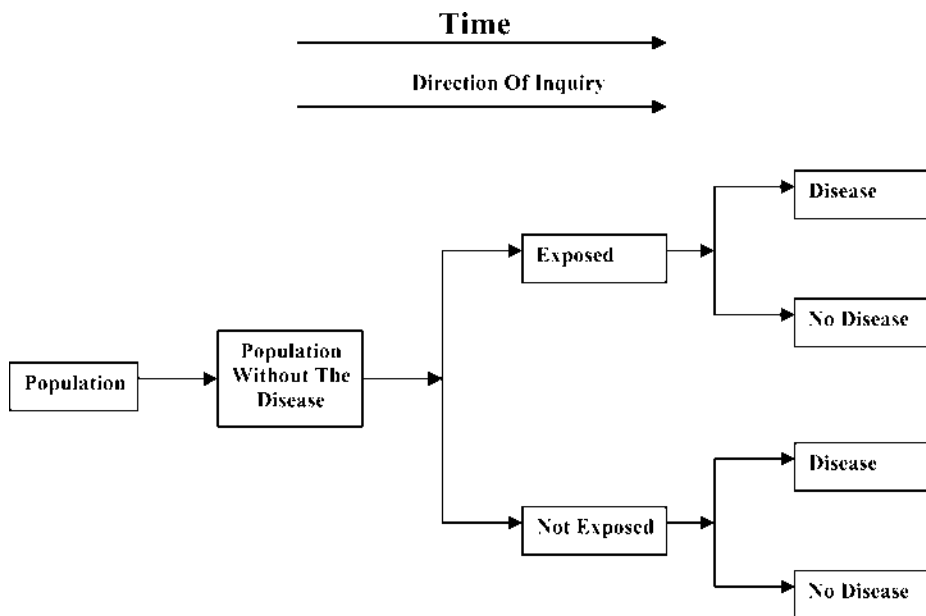 Time
Direction Of Inquiry
Disease
Exposed
No Disease
Population
Without The
Disease
Population
Disease
Not Exposed
No Disease